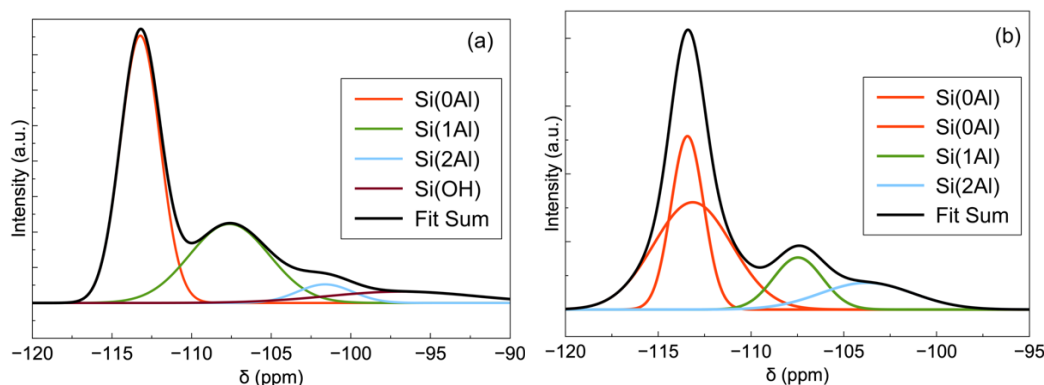 (a)
Si(0Al)
Si(1Al)
Si(2Al)
Si(OH)
Fit Sum
Intensity (a.u.)
−120 −115 −110 −105 −100 −95 −90
δ (ppm)
(b)
Si(0Al)
Si(0Al)
Si(1Al)
Si(2Al)
Fit Sum
Intensity (a.u.)
−120 −115 −110 −105 −100 −95
δ (ppm)